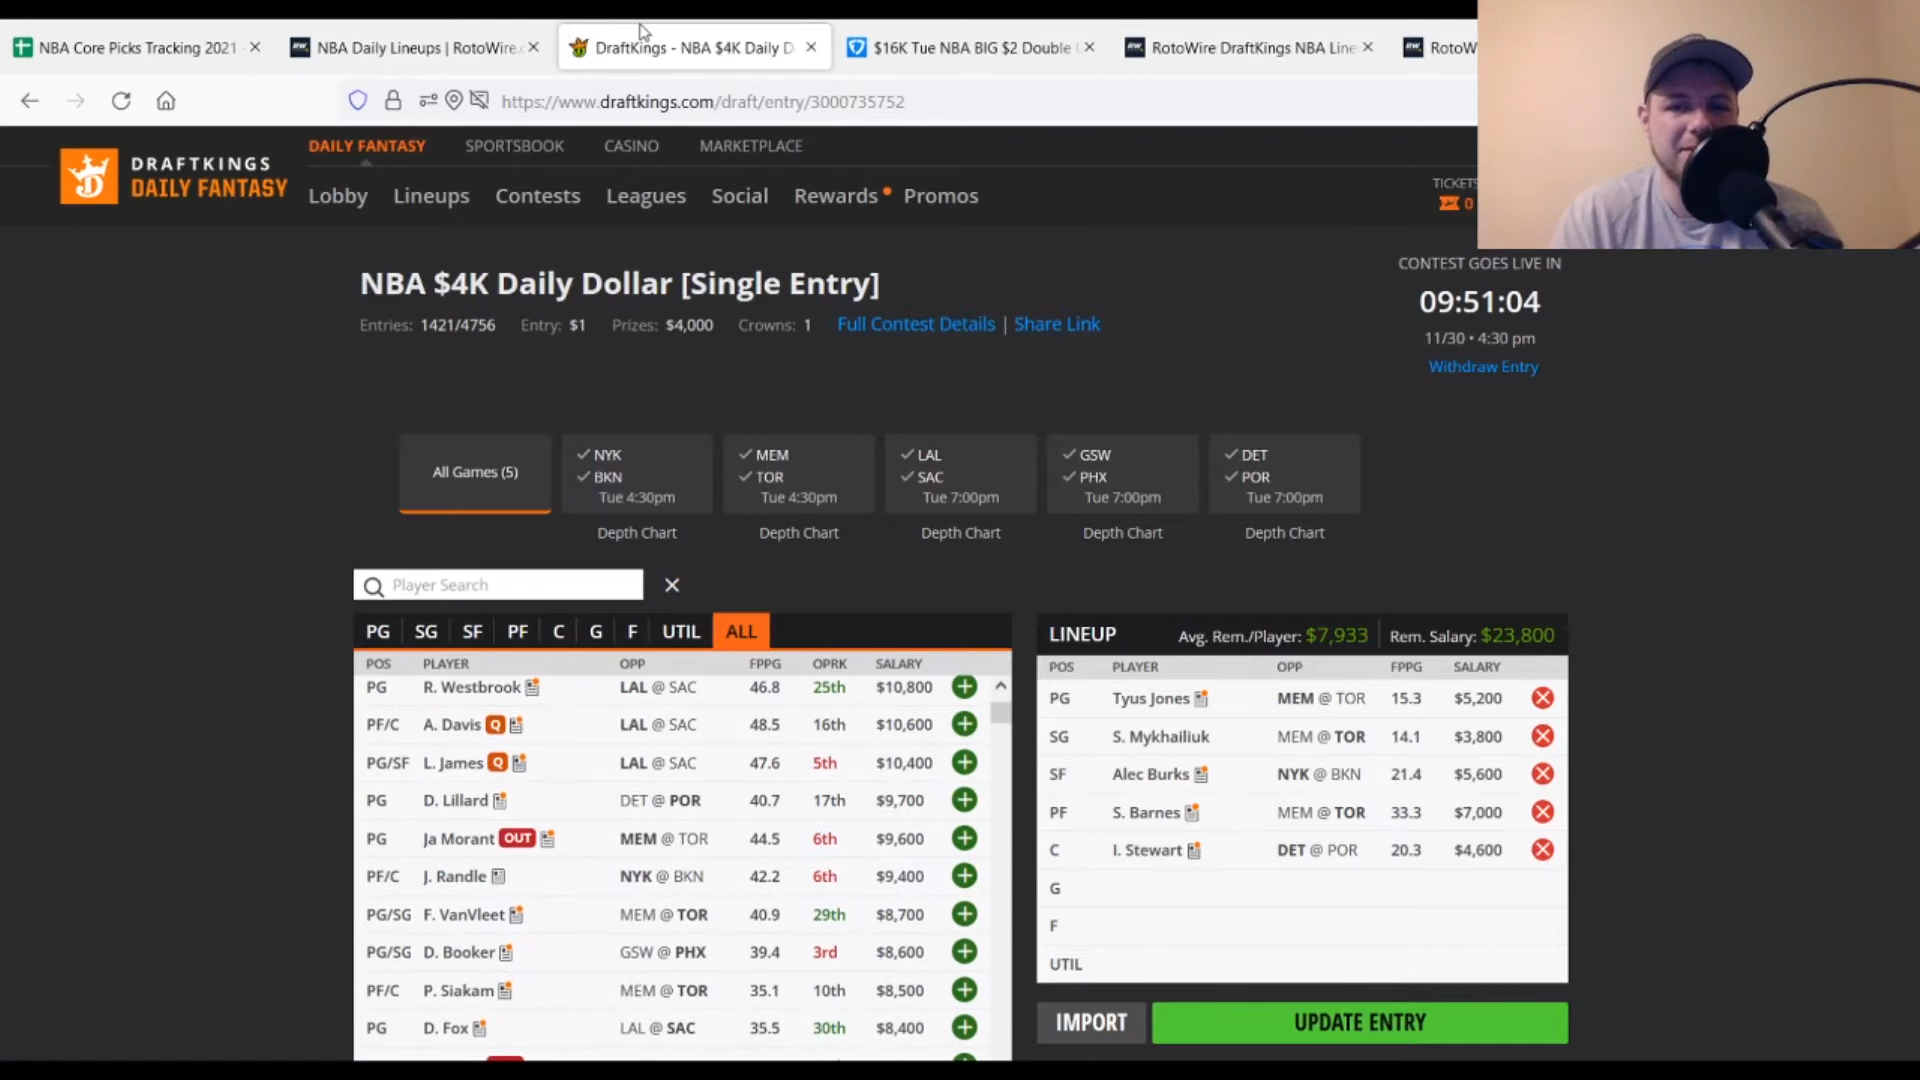 NBA Core Picks Tracking 2021
NBA Daily Lineups | RotoWire.c
DraftKings - NBA $4K Daily D
$16K Tue NBA BIG $2 Double U
RotoWire DraftKings NBA Line
RotoW
https://www.draftkings.com/draft/entry/3000735752
DRAFTKINGS
DAILY FANTASY
DAILY FANTASY SPORTSBOOK CASINO MARKETPLACE
Lobby Lineups Contests Leagues Social Rewards Promos
TICKETS
0
NBA $4K Daily Dollar [Single Entry]
Entries: 1421/4756 Entry: $1 Prizes: $4,000 Crowns: 1 Full Contest Details | Share Link
CONTEST GOES LIVE IN
09:51:04
11/30 • 4:30 pm
Withdraw Entry
All Games (5)
NYK
BKN
Tue 4:30pm
Depth Chart
MEM
TOR
Tue 4:30pm
Depth Chart
LAL
SAC
Tue 7:00pm
Depth Chart
GSW
PHX
Tue 7:00pm
Depth Chart
DET
POR
Tue 7:00pm
Depth Chart
Player Search
PG SG SF PF C G F UTIL ALL
POS PLAYER OPP FPPG OPRK SALARY
PG R. Westbrook LAL @ SAC 46.8 25th $10,800
PF/C A. Davis Q LAL @ SAC 48.5 16th $10,600
PG/SF L. James Q LAL @ SAC 47.6 5th $10,400
PG D. Lillard DET @ POR 40.7 17th $9,700
PG Ja Morant OUT MEM @ TOR 44.5 6th $9,600
PF/C J. Randle NYK @ BKN 42.2 6th $9,400
PG/SG F. VanVleet MEM @ TOR 40.9 29th $8,700
PG/SG D. Booker GSW @ PHX 39.4 3rd $8,600
PF/C P. Siakam MEM @ TOR 35.1 10th $8,500
PG D. Fox LAL @ SAC 35.5 30th $8,400
LINEUP Avg. Rem./Player: $7,933 Rem. Salary: $23,800
POS PLAYER OPP FPPG SALARY
PG Tyus Jones MEM @ TOR 15.3 $5,200
SG S. Mykhailiuk MEM @ TOR 14.1 $3,800
SF Alec Burks NYK @ BKN 21.4 $5,600
PF S. Barnes MEM @ TOR 33.3 $7,000
C I. Stewart DET @ POR 20.3 $4,600
G
F
UTIL
IMPORT UPDATE ENTRY